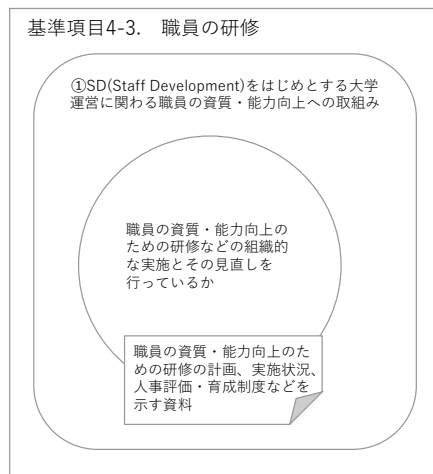 基準項目4-3. 職員の研修
①SD(Staff Development)をはじめとする大学
運営に関わる職員の資質・能力向上への取組み
職員の資質・能力向上の
ための研修などの組織的
な実施とその見直しを
行っているか
職員の資質・能力向上のた
めの研修の計画、実施状況、
人事評価・育成制度などを
示す資料